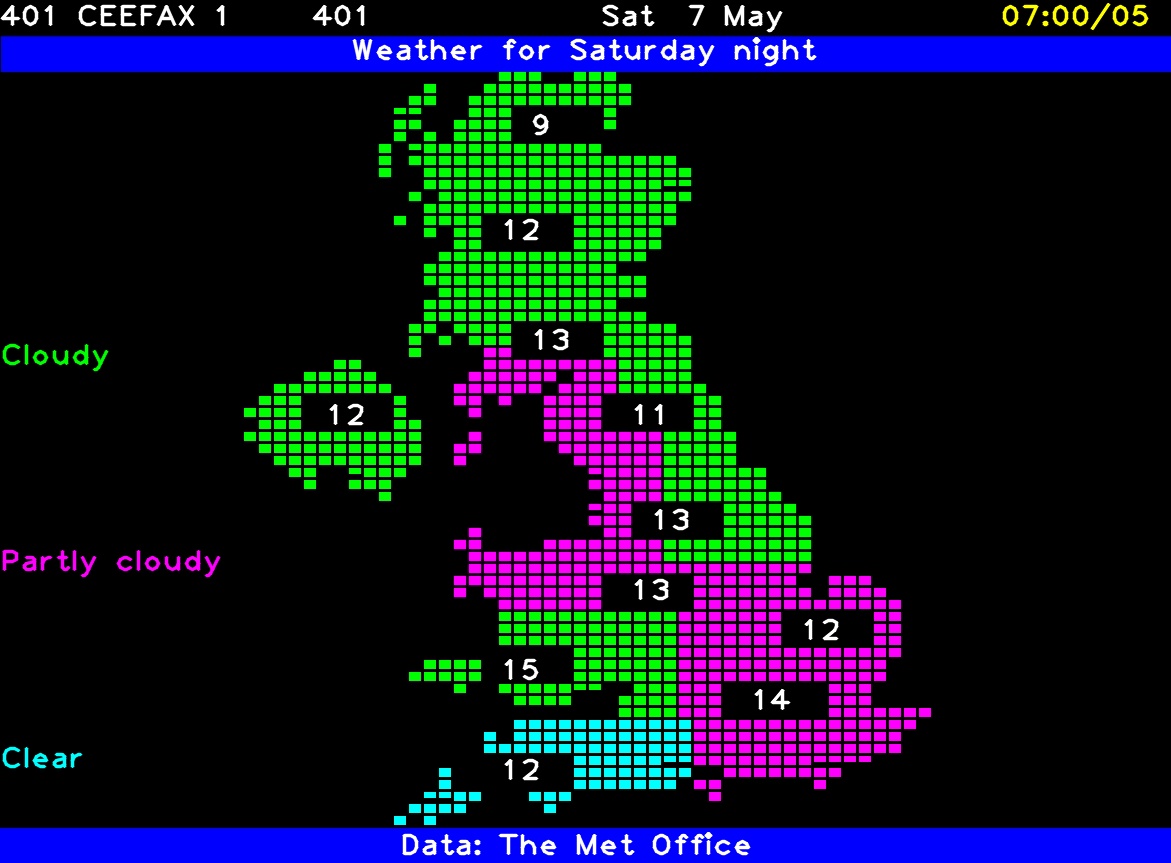 401 CEEFAX 1 401 Sat 7 May 07:00/05
Weather for Saturday night
9
12
13
Cloudy
12 11
13
Partly cloudy
13
12
15
14
Clear
12
Data: The Met Office